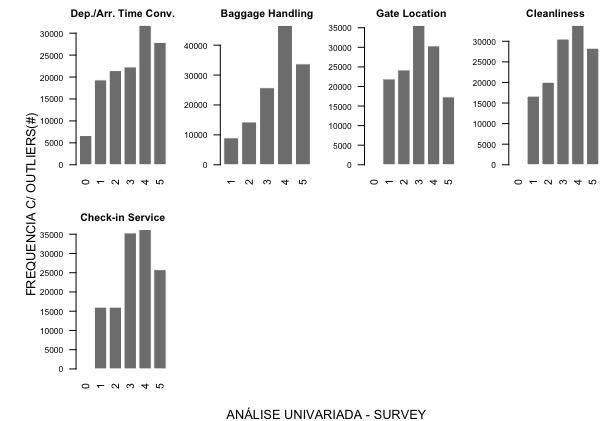 Dep./Arr. Time Conv.
Baggage Handling
Gate Location
Cleanliness
30000
25000
20000
15000
10000
5000
0
0 1 2 3 4 5
40000
30000
20000
10000
0
1 2 3 4 5
35000
30000
25000
20000
15000
10000
5000
0
0 1 2 3 4 5
30000
25000
20000
15000
10000
5000
0
0 1 2 3 4 5
FREQUENCIA C/ OUTLIERS(#)
Check-in Service
35000
30000
25000
20000
15000
10000
5000
0
0 1 2 3 4 5
ANÁLISE UNIVARIADA - SURVEY